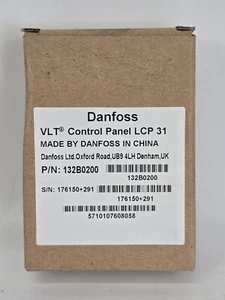 Danfoss
VLT® Control Panel LCP 31
MADE BY DANFOSS IN CHINA
Danfoss Ltd.Oxford Road,UB9 4LH Denham,UK
P/N: 132B0200
132B0200
S/N: 176150+291
176150+291
5710107608058